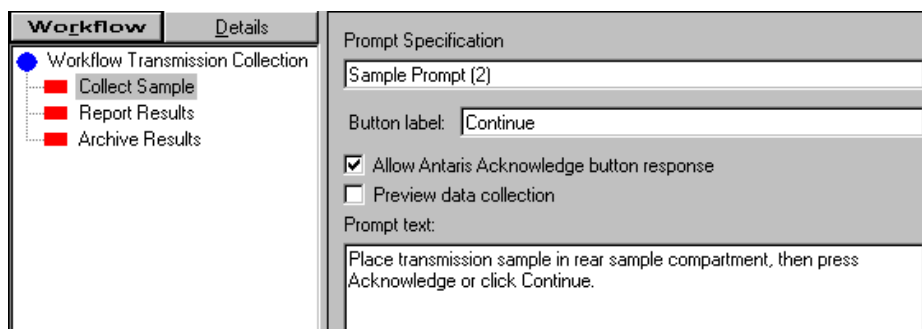 Workflow
Details
Workflow Transmission Collection
Collect Sample
Report Results
Archive Results
Prompt Specification
Sample Prompt (2)
Button label: Continue
Allow Antaris Acknowledge button response
Preview data collection
Prompt text:
Place transmission sample in rear sample compartment, then press
Acknowledge or click Continue.